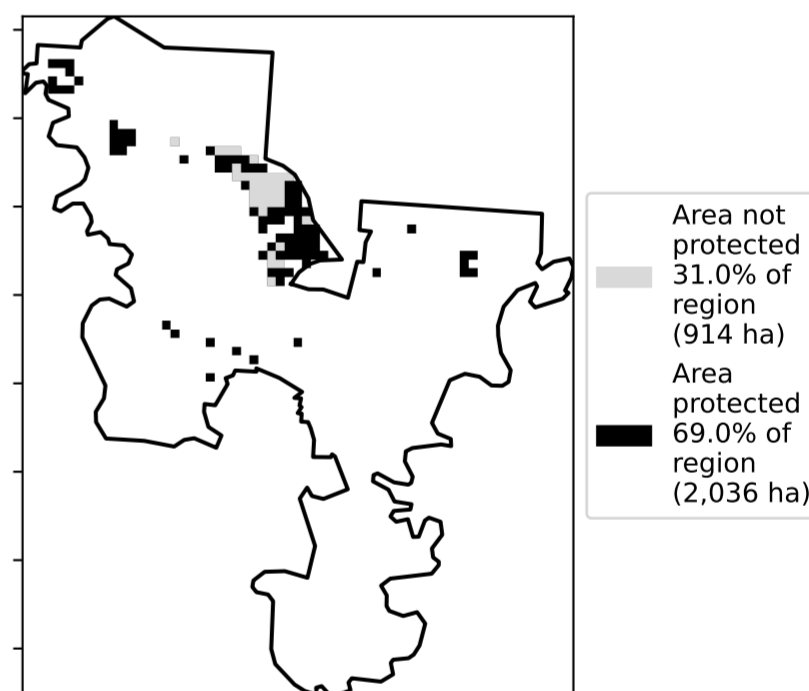 Area not
protected
31.0% of
region
(914 ha)
Area
protected
69.0% of
region
(2,036 ha)